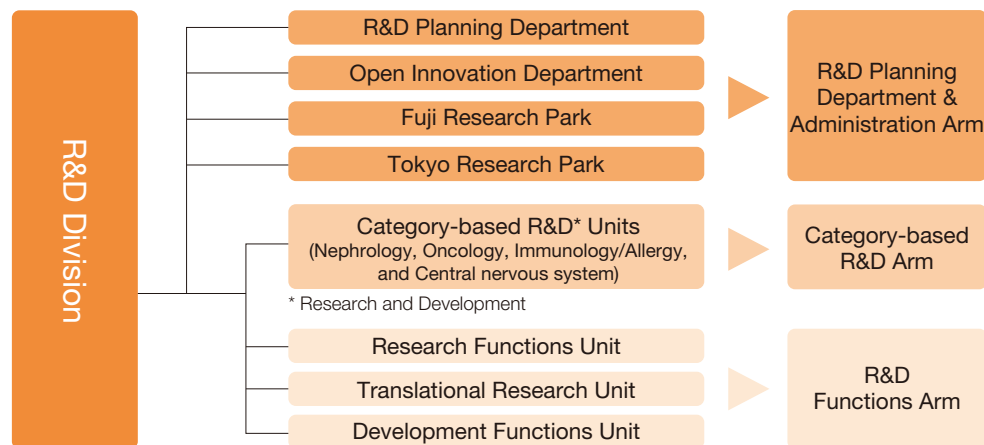 R&D Division
R&D Planning Department
Open Innovation Department
Fuji Research Park
Tokyo Research Park
R&D Planning
Department &
Administration Arm
Category-based R&D* Units
(Nephrology, Oncology, Immunology/Allergy,
and Central nervous system)
* Research and Development
Category-based
R&D Arm
Research Functions Unit
Translational Research Unit
Development Functions Unit
R&D
Functions Arm